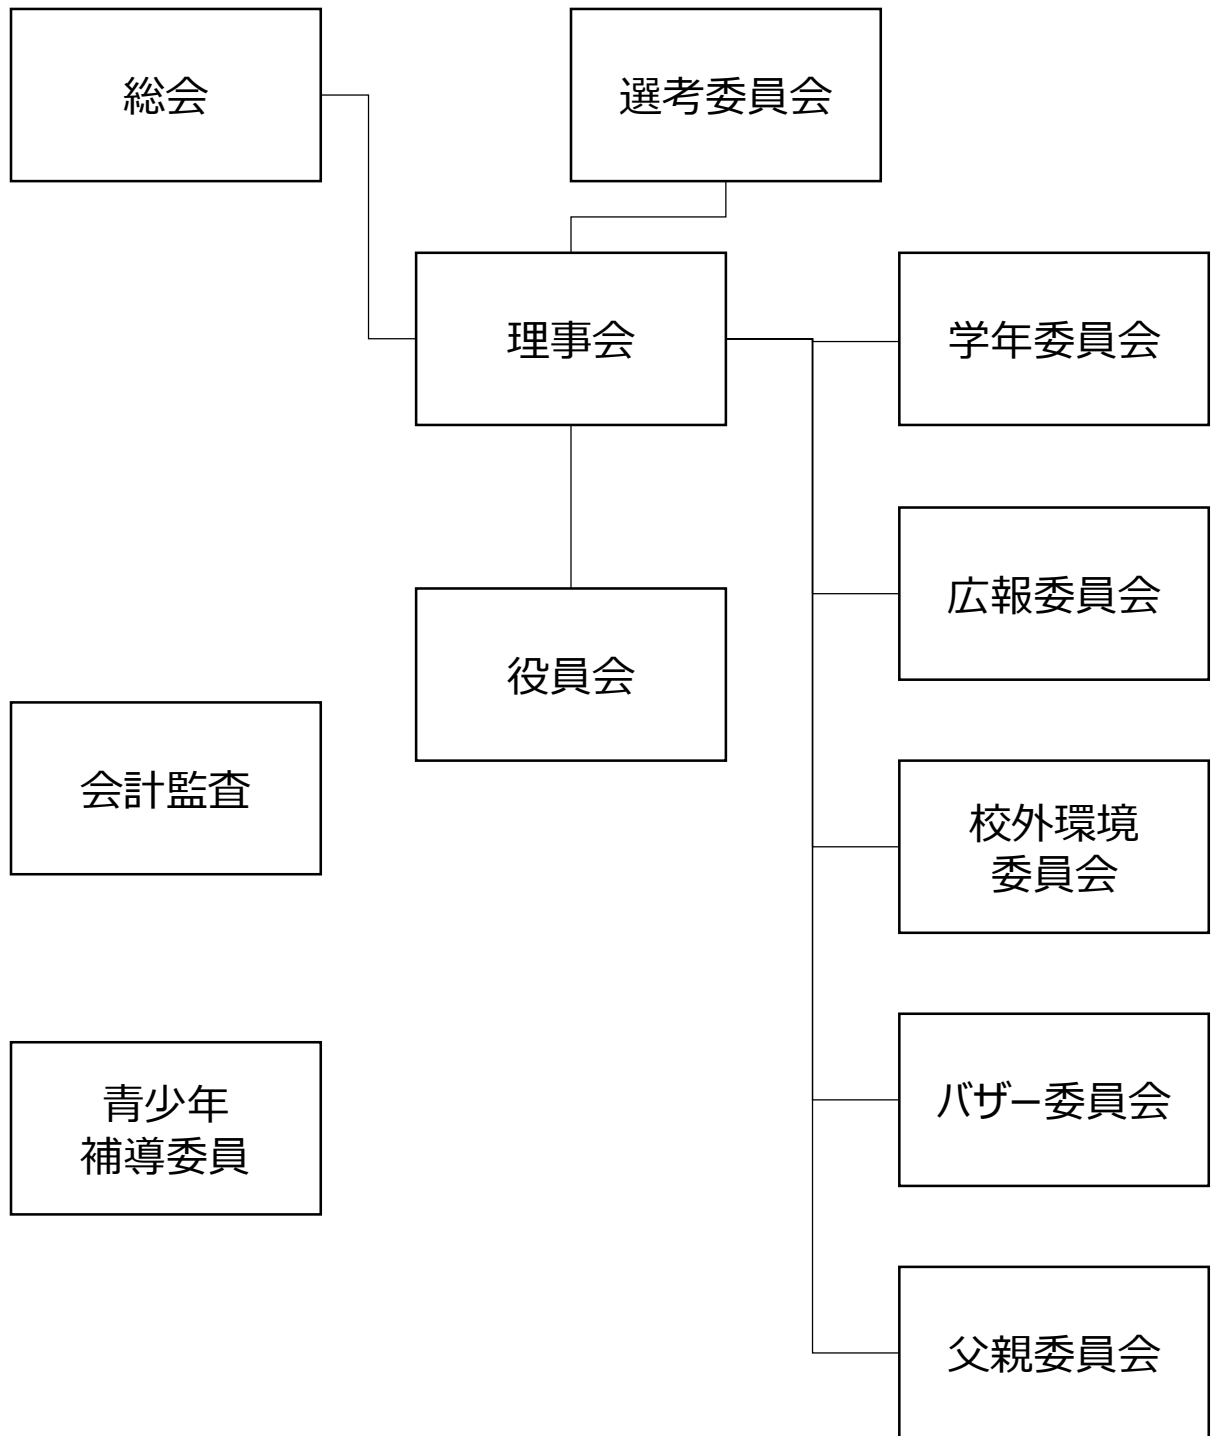 総会
選考委員会
理事会
学年委員会
広報委員会
役員会
会計監査
校外環境
委員会
バザー委員会
青少年
補導委員
父親委員会